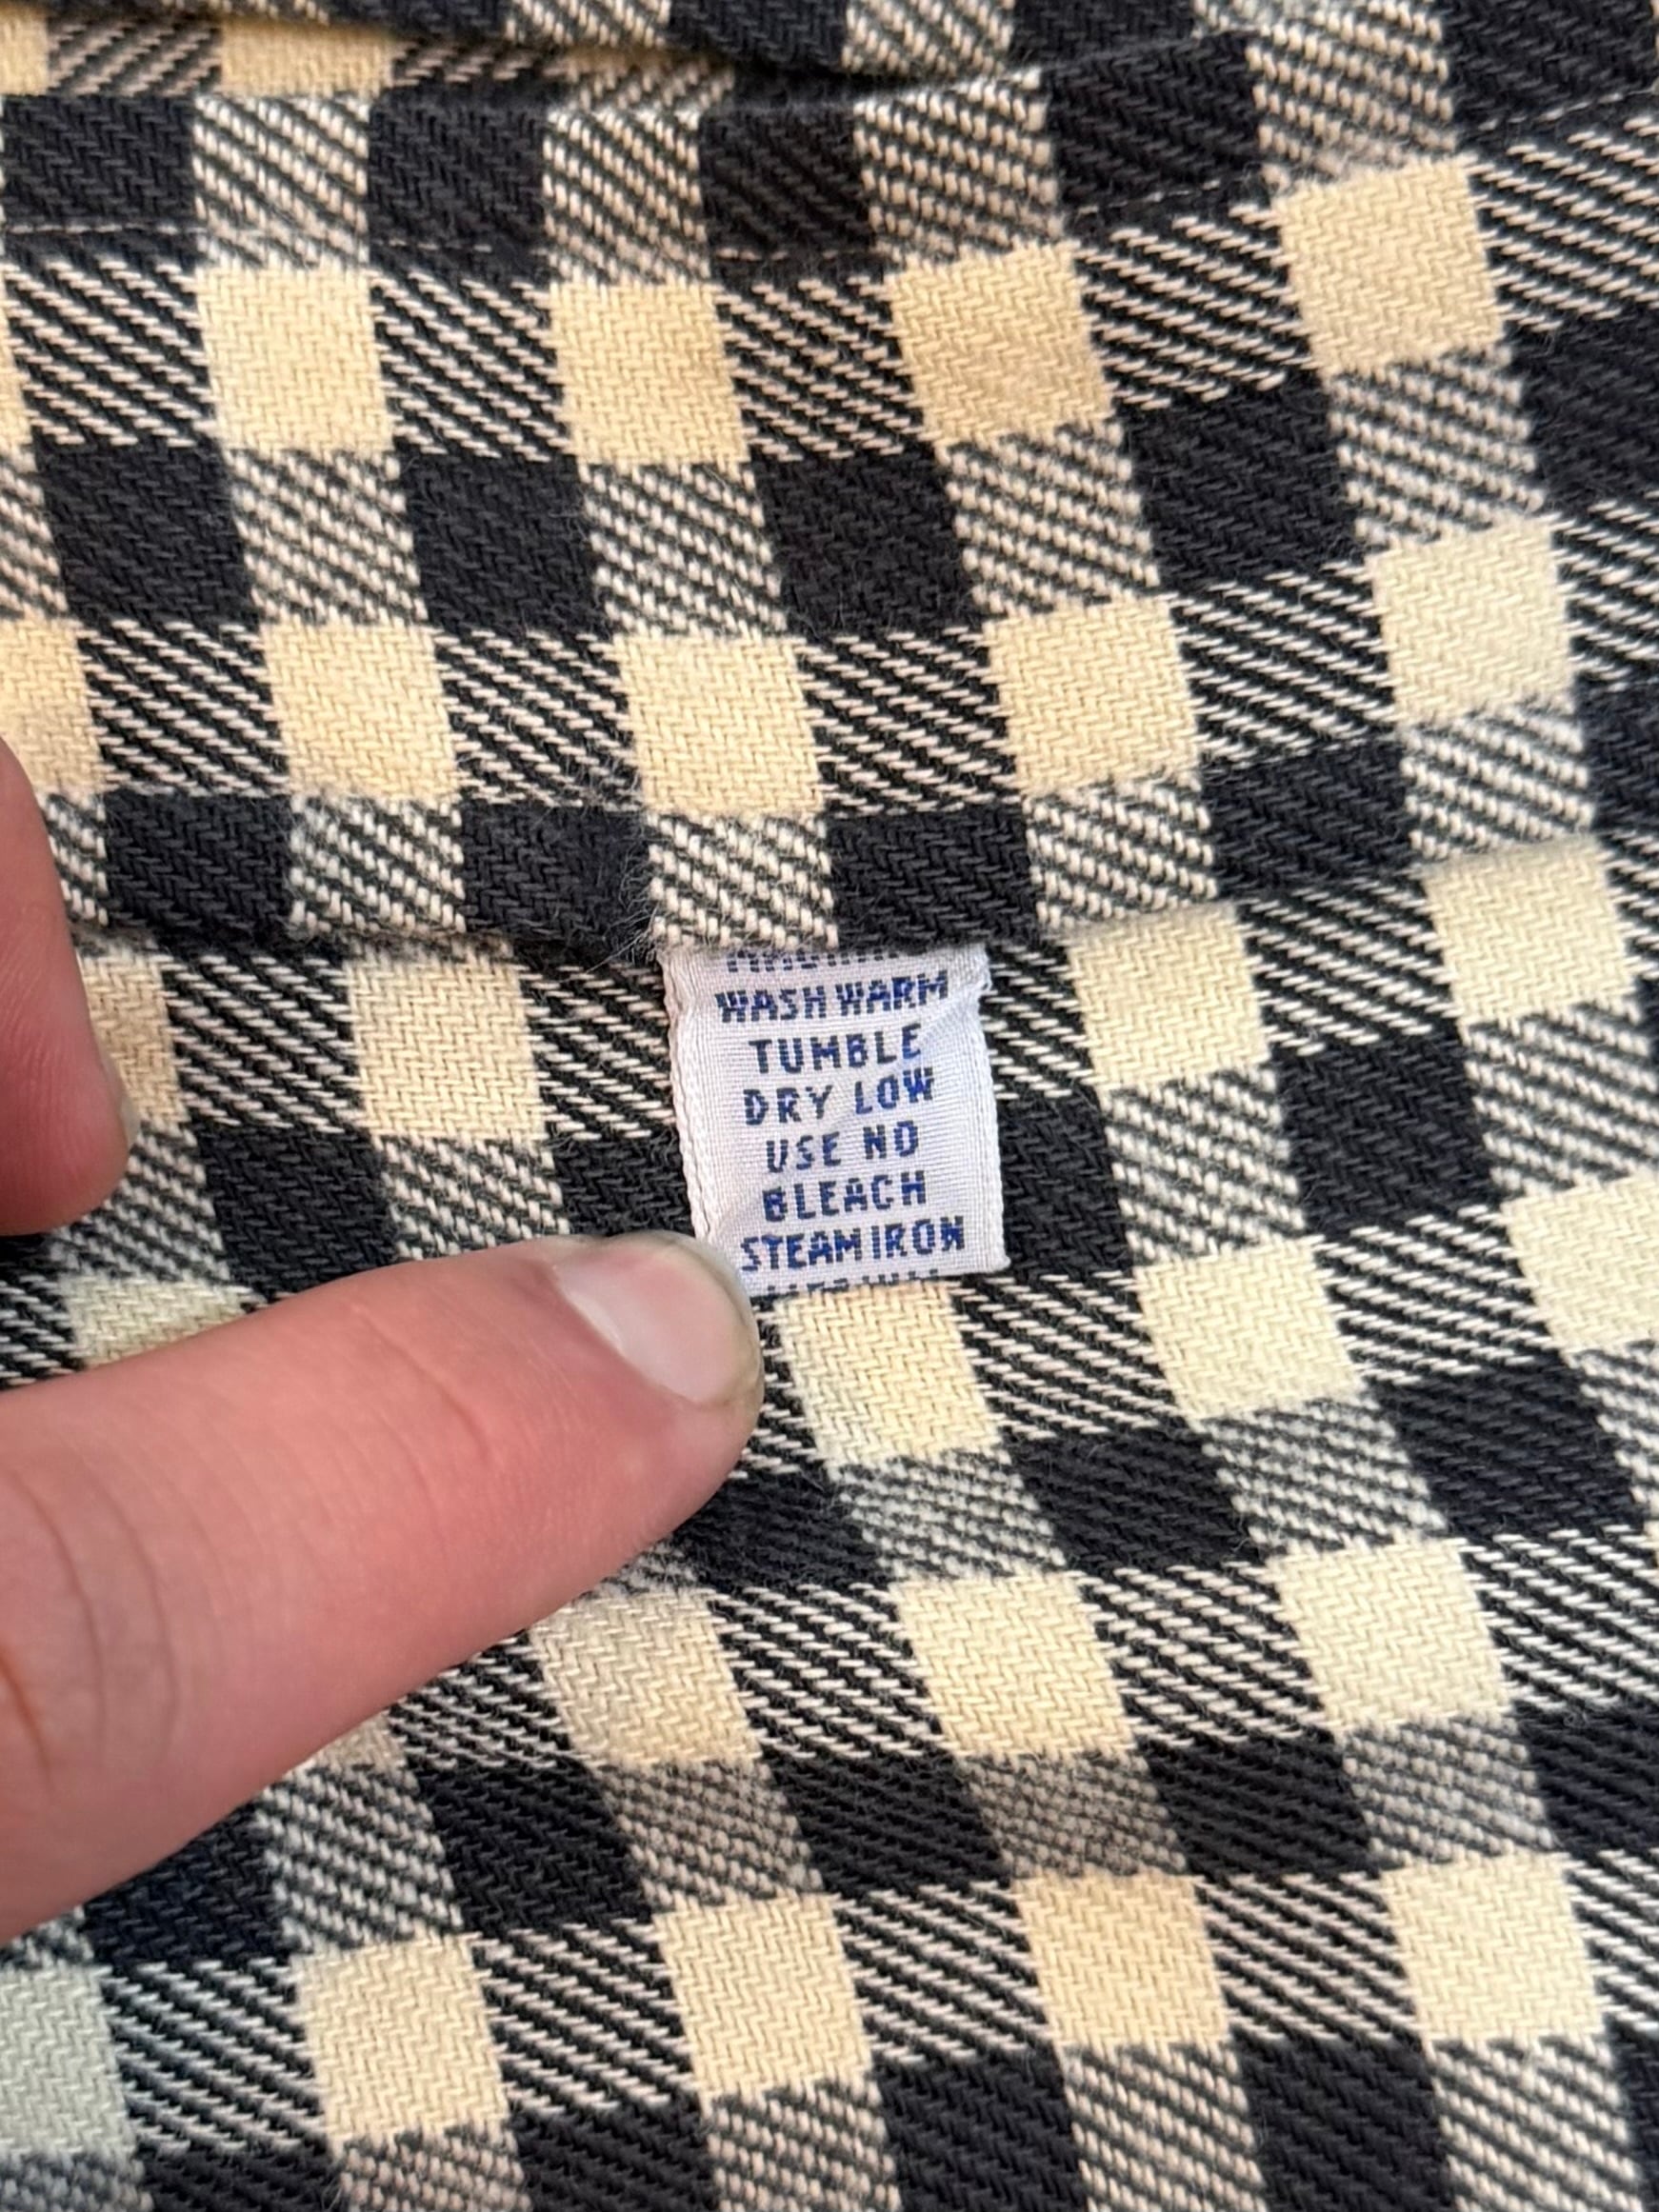 WASH WARM
TUMBLE
DRY LOW
USE NO
BLEACH
STEAM IRON